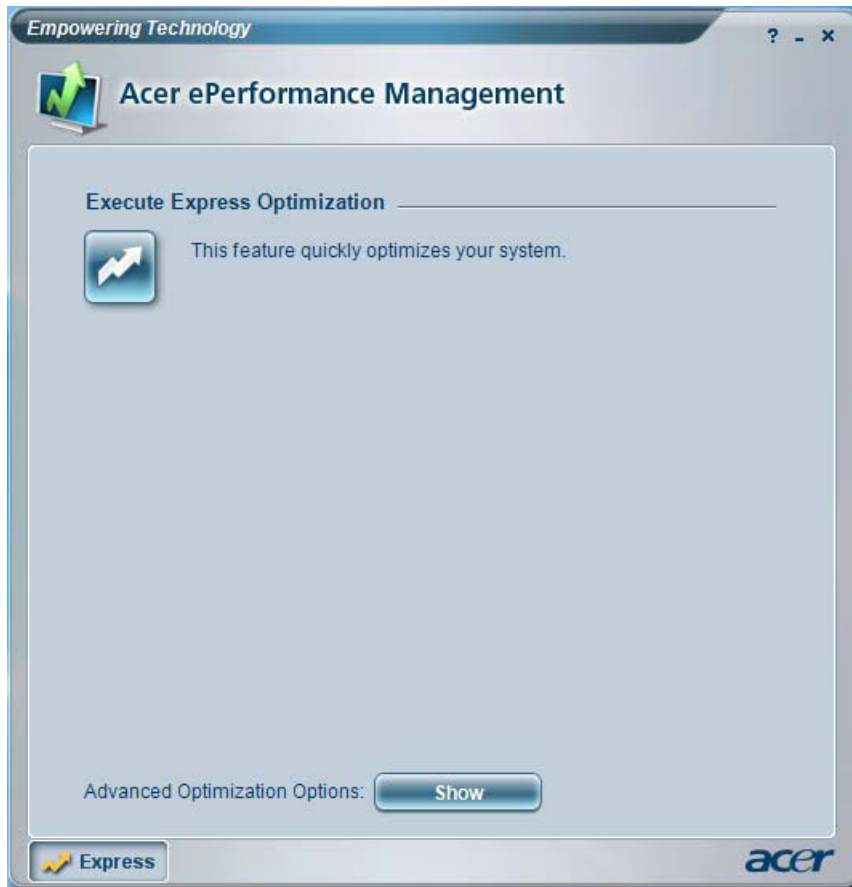 Empowering Technology
? - ×
Acer ePerformance Management
Execute Express Optimization
This feature quickly optimizes your system.
Advanced Optimization Options: Show
Express
acer